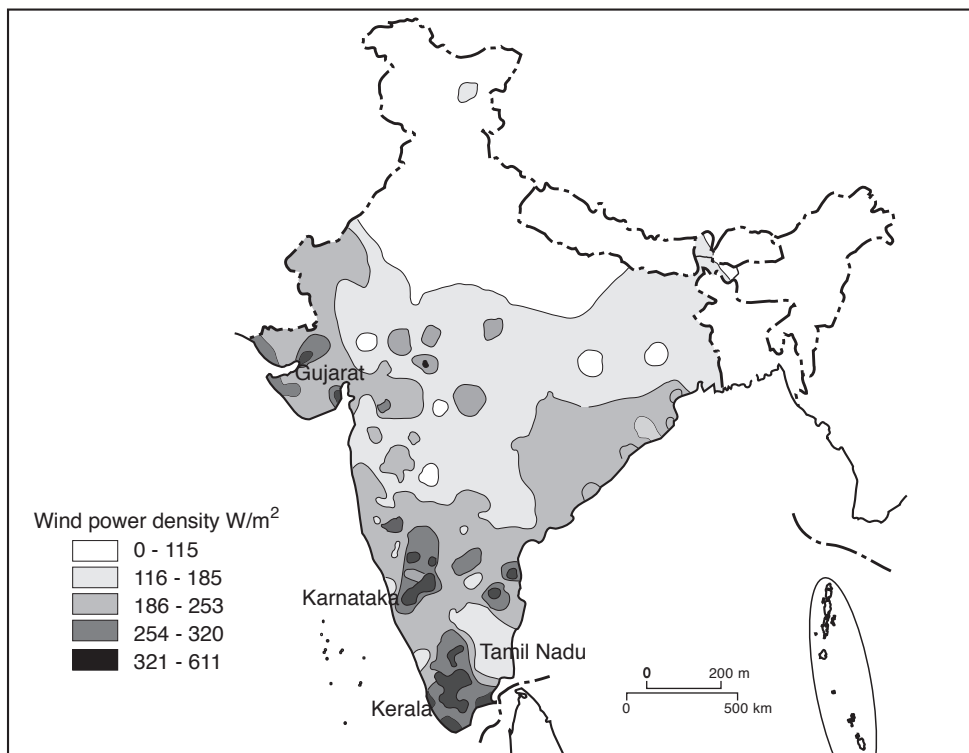 Gujarat
Wind power density W/m²
0 - 115
116 - 185
186 - 253
254 - 320
321 - 611
Karnataka
Tamil Nadu
Kerala
0 200 m
0 500 km